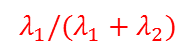 λ₁/(λ₁ + λ₂)